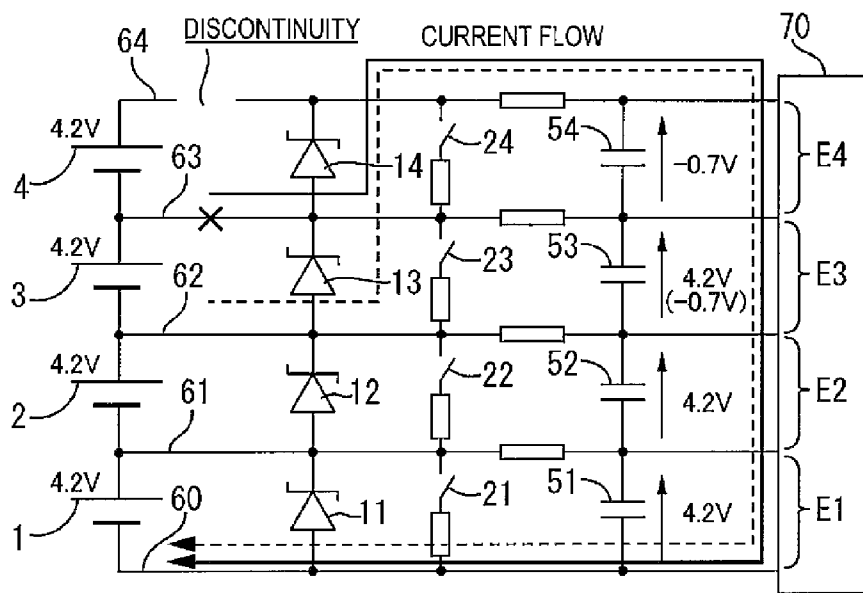 64
DISCONTINUITY
CURRENT FLOW
70
4.2V
4
63
14
24
54
-0.7V
E4
4.2V
3
62
13
23
53
4.2V
(-0.7V)
E3
4.2V
2
61
12
22
52
4.2V
E2
4.2V
1
60
11
21
51
4.2V
E1